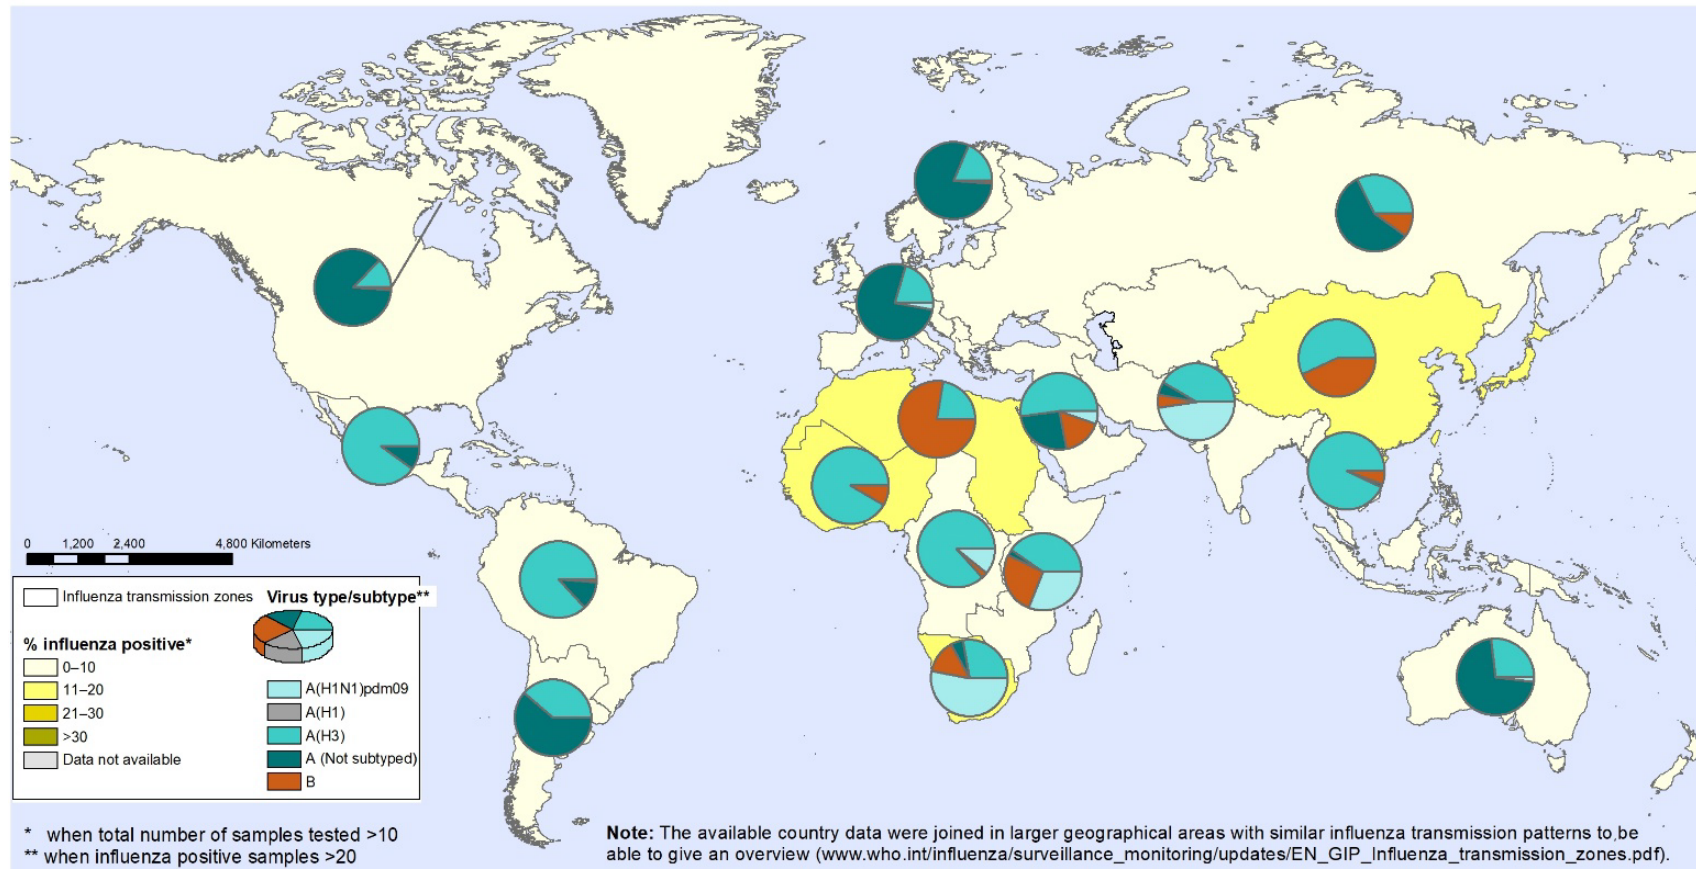 0 1,200 2,400 4,800 Kilometers
Influenza transmission zones
% influenza positive*
0–10
11–20
21–30
>30
Data not available
Virus type/subtype**
A(H1N1)pdm09
A(H1)
A(H3)
A (Not subtyped)
B
* when total number of samples tested >10
** when influenza positive samples >20
Note: The available country data were joined in larger geographical areas with similar influenza transmission patterns to,be
able to give an overview (www.who.int/influenza/surveillance_monitoring/updates/EN_GIP_Influenza_transmission_zones.pdf).